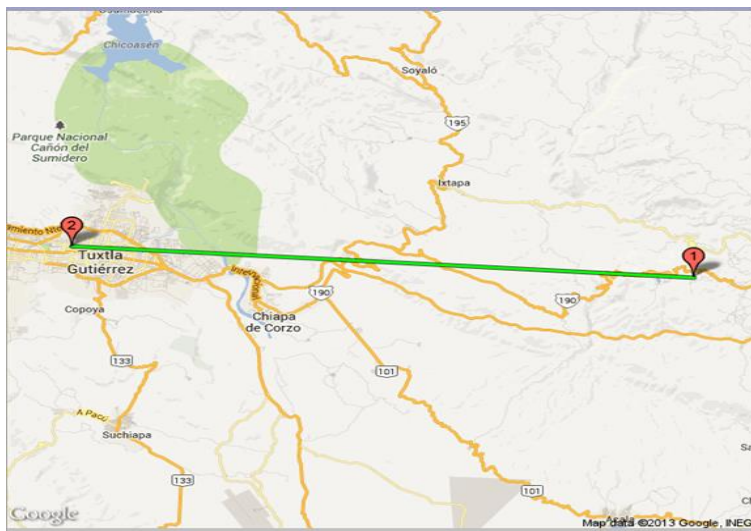 Chicoasén
Soyaló
195
Parque Nacional
Cañón del
Sumidero
Ixtapa
2
1
Tuxtla
Gutiérrez
190
190
Copoya
Chiapa
de Corzo
133
101
Suchiapa
133
101
Google
Map data ©2013 Google, INEG